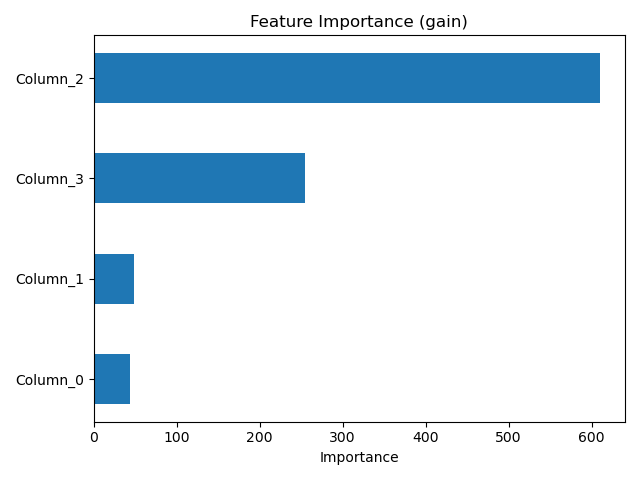 Feature Importance (gain)
Column_2
Column_3
Column_1
Column_0
0 100 200 300 400 500 600
Importance